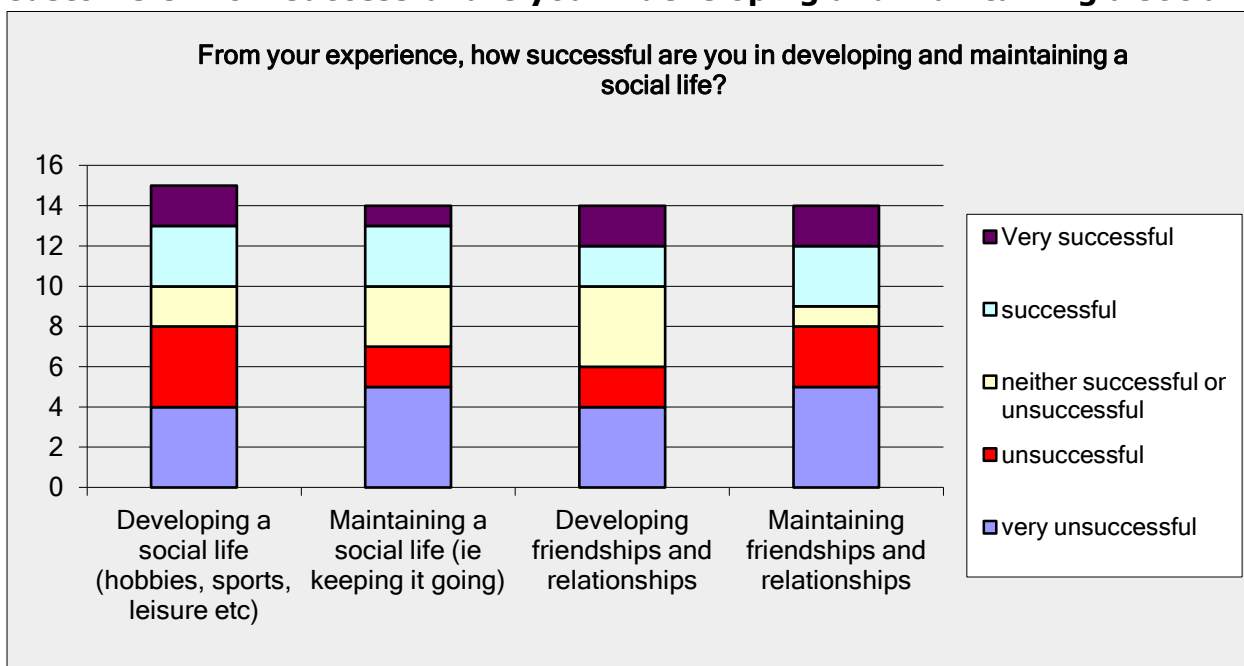 From your experience, how successful are you in developing and maintaining a
social life?
16
14
12
10
8
6
4
2
0
Developing a
social life
(hobbies, sports,
leisure etc)
Maintaining a
social life (ie
keeping it going)
Developing
friendships and
relationships
Maintaining
friendships and
relationships
Very successful
successful
neither successful or
unsuccessful
unsuccessful
very unsuccessful